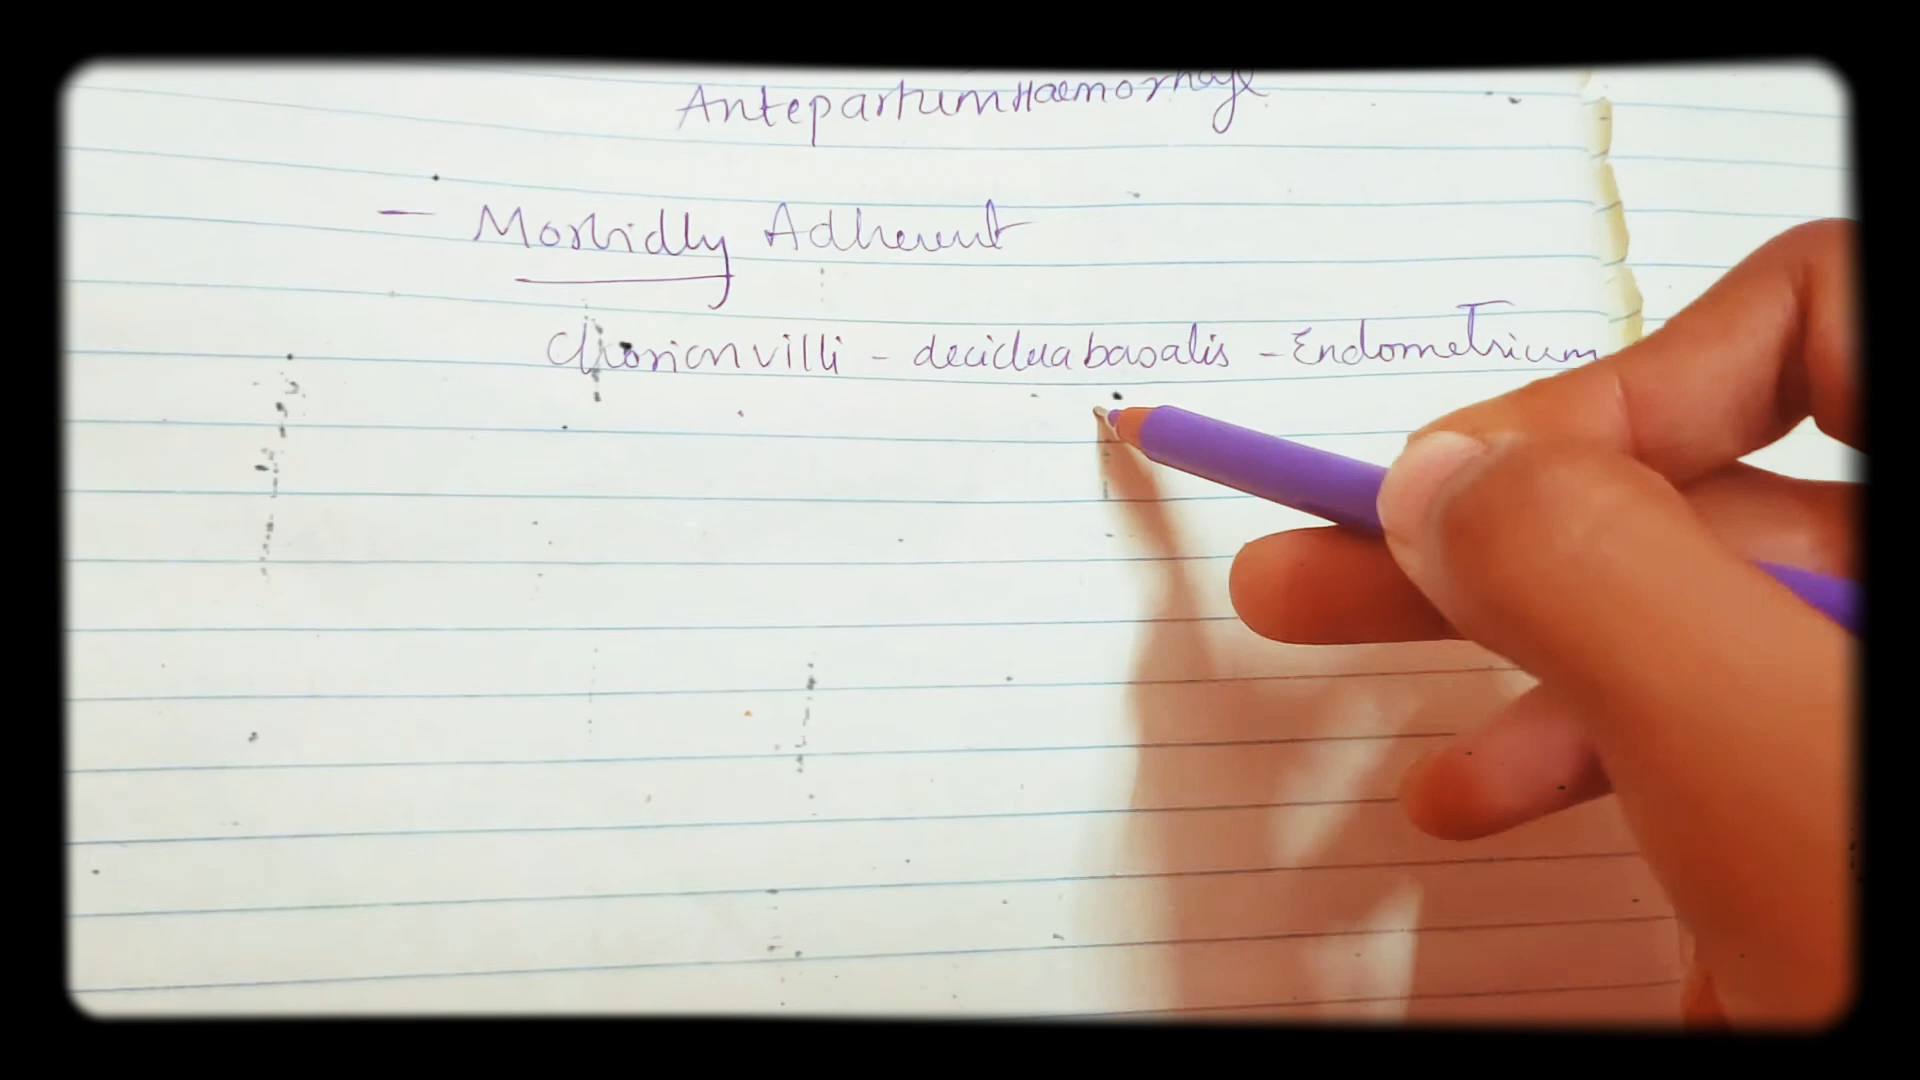 Antepartum Haemorrhage
- Morbidly Adherent
Chorionvilli - decidua basalis - Endometrium